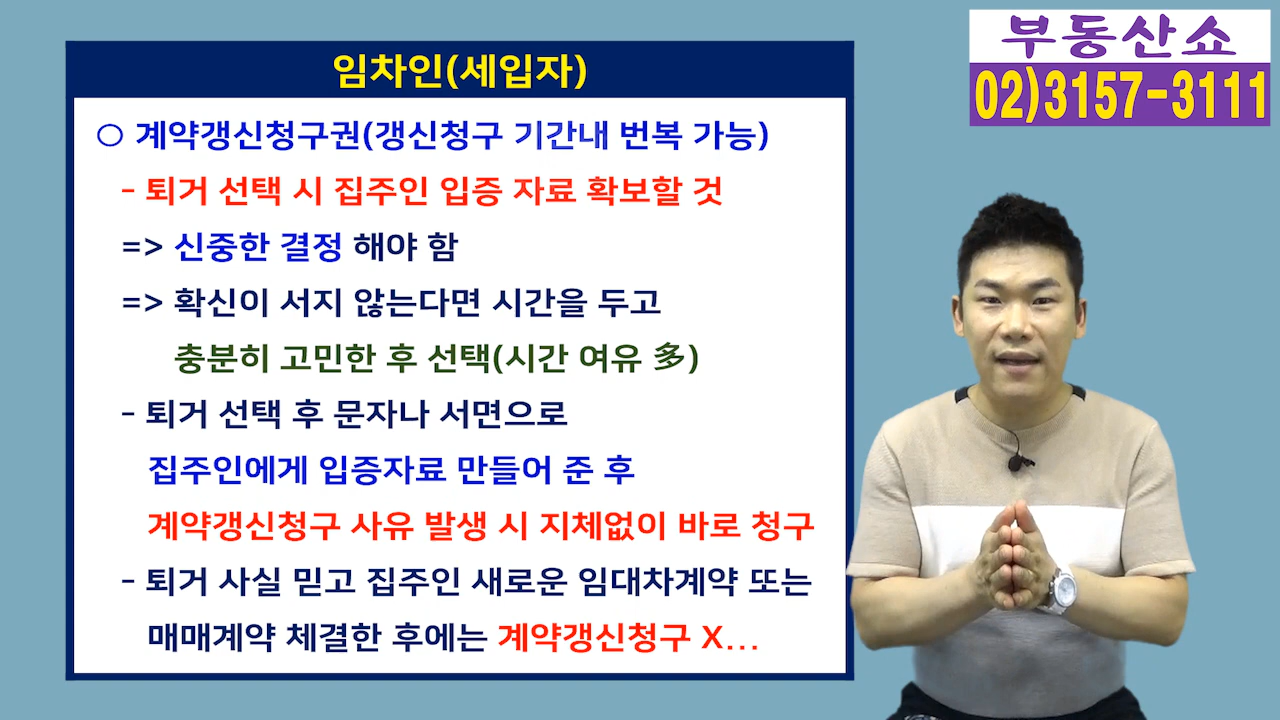 부동산쇼
02)3157-3111
임차인(세입자)
○ 계약갱신청구권(갱신청구 기간내 번복 가능)
- 퇴거 선택 시 집주인 입증 자료 확보할 것
=> 신중한 결정 해야 함
=> 확신이 서지 않는다면 시간을 두고
충분히 고민한 후 선택(시간 여유 多)
- 퇴거 선택 후 문자나 서면으로
집주인에게 입증자료 만들어 준 후
계약갱신청구 사유 발생 시 지체없이 바로 청구
- 퇴거 사실 믿고 집주인 새로운 임대차계약 또는
매매계약 체결한 후에는 계약갱신청구 X...